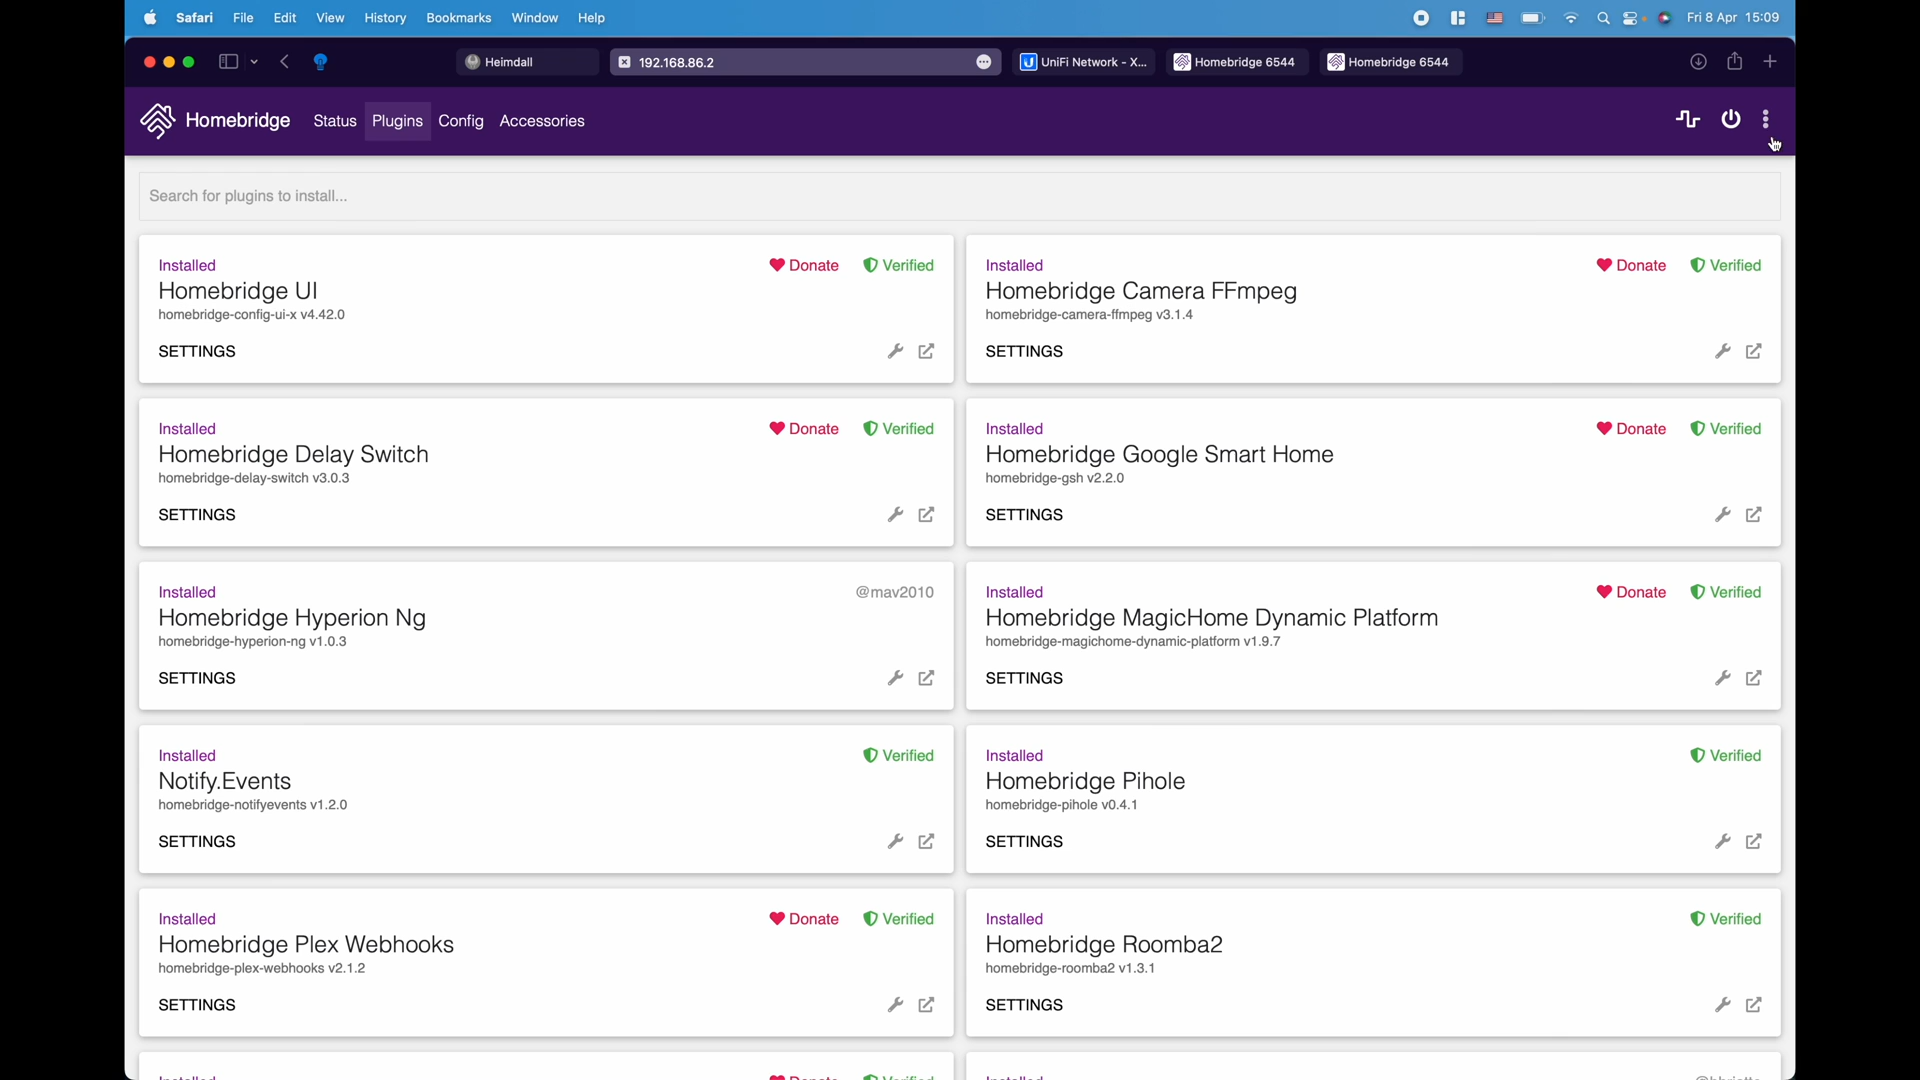 Safari File Edit View History Bookmarks Window Help Fri 8 Apr 15:09
Heimdall 192.168.86.2 UniFi Network - X... Homebridge 6544 Homebridge 6544
Homebridge Status Plugins Config Accessories
Search for plugins to install...
Installed Donate Verified
Homebridge UI
homebridge-config-ui-x v4.42.0
SETTINGS
Installed Donate Verified
Homebridge Camera FFmpeg
homebridge-camera-ffmpeg v3.1.4
SETTINGS
Installed Donate Verified
Homebridge Delay Switch
homebridge-delay-switch v3.0.3
SETTINGS
Installed Donate Verified
Homebridge Google Smart Home
homebridge-gsh v2.2.0
SETTINGS
Installed @mav2010
Homebridge Hyperion Ng
homebridge-hyperion-ng v1.0.3
SETTINGS
Installed Donate Verified
Homebridge MagicHome Dynamic Platform
homebridge-magichome-dynamic-platform v1.9.7
SETTINGS
Installed Verified
Notify.Events
homebridge-notifyevents v1.2.0
SETTINGS
Installed Verified
Homebridge Pihole
homebridge-pihole v0.4.1
SETTINGS
Installed Donate Verified
Homebridge Plex Webhooks
homebridge-plex-webhooks v2.1.2
SETTINGS
Installed Verified
Homebridge Roomba2
homebridge-roomba2 v1.3.1
SETTINGS